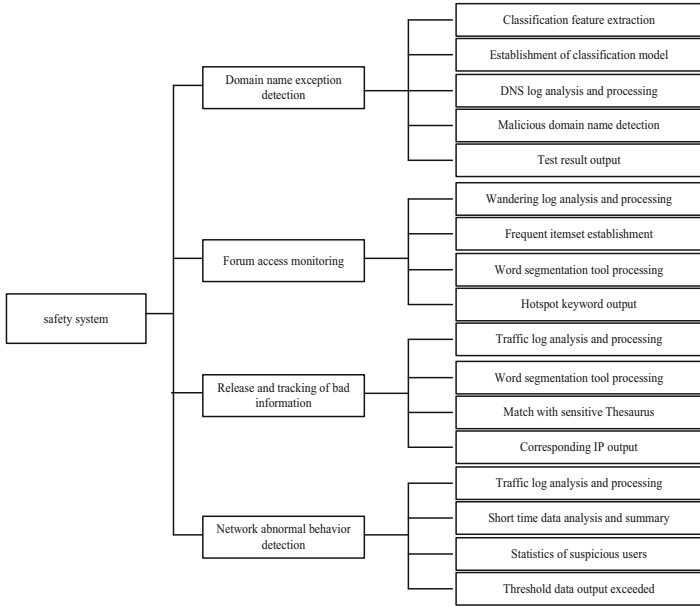 safety system
Domain name exception
detection
Classification feature extraction
Establishment of classification model
DNS log analysis and processing
Malicious domain name detection
Test result output
Forum access monitoring
Wandering log analysis and processing
Frequent itemset establishment
Word segmentation tool processing
Hotspot keyword output
Release and tracking of bad
information
Traffic log analysis and processing
Word segmentation tool processing
Match with sensitive Thesaurus
Corresponding IP output
Network abnormal behavior
detection
Traffic log analysis and processing
Short time data analysis and summary
Statistics of suspicious users
Threshold data output exceeded